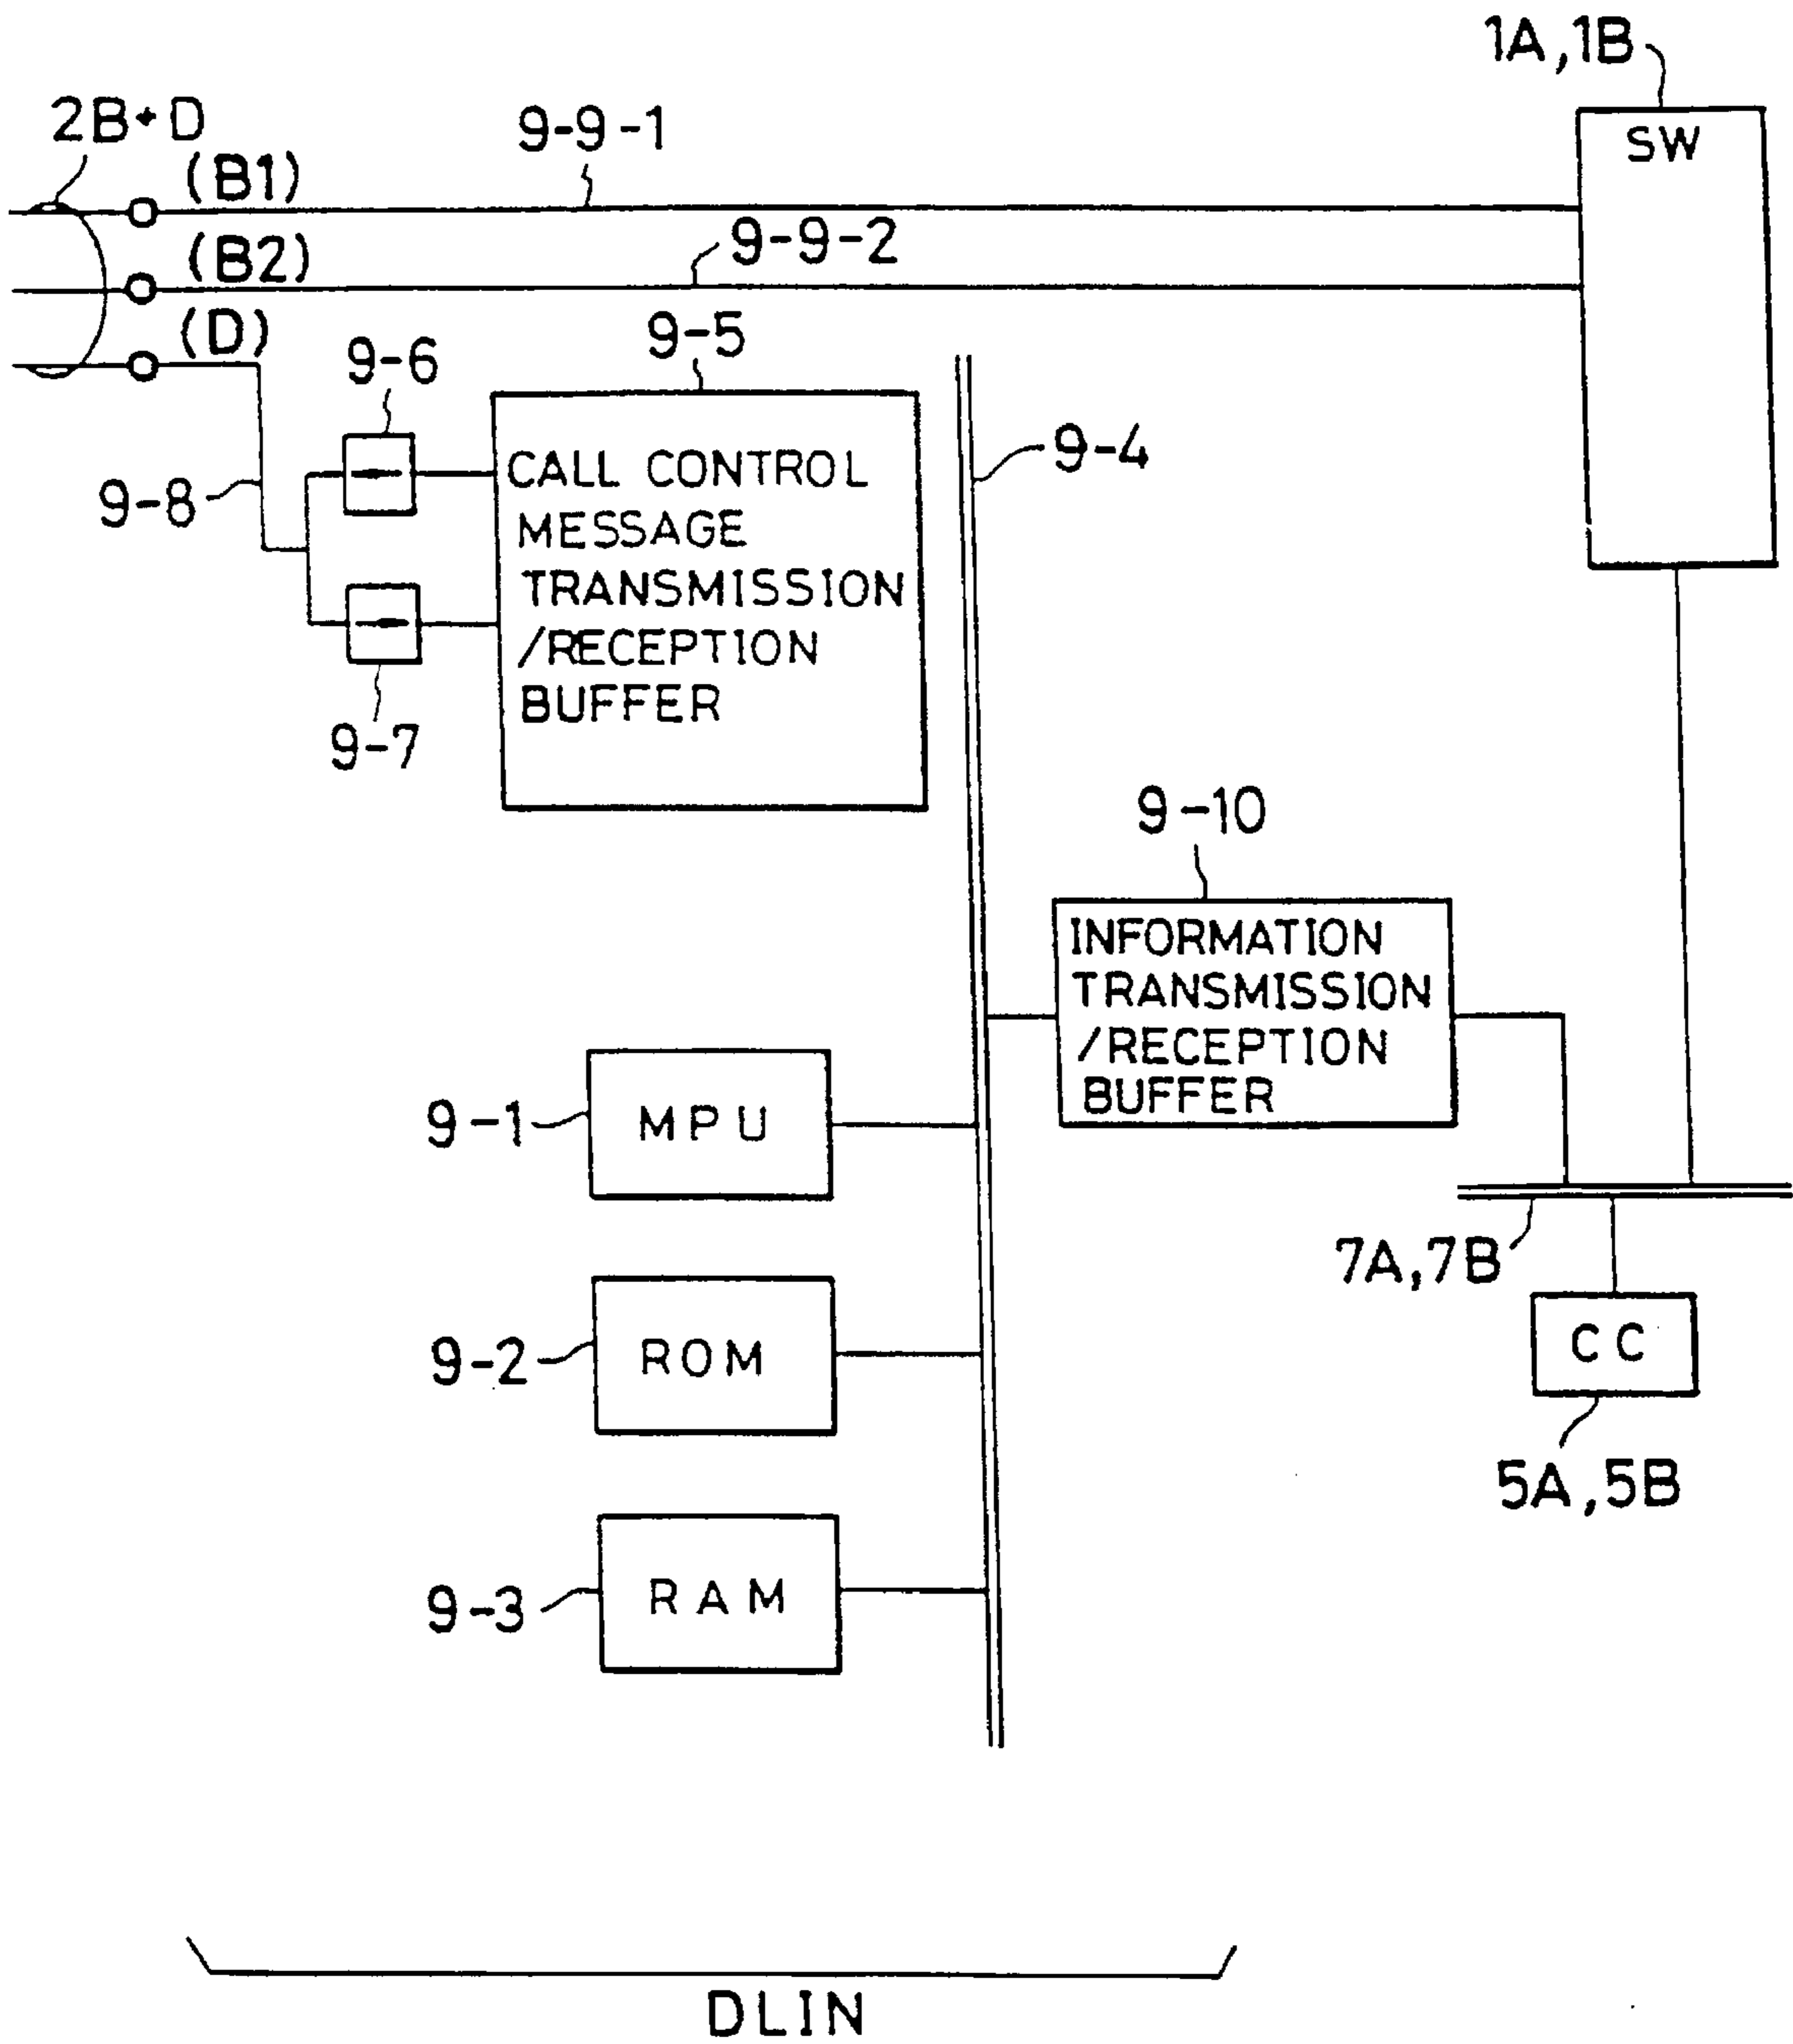 1A,1B
SW
2B+D
(B1)
9-9-1
(B2)
9-9-2
(D)
9-5
9-6
9-4
9-8
CALL CONTROL
MESSAGE
TRANSMISSION
/RECEPTION
BUFFER
9-7
9-10
INFORMATION
TRANSMISSION
/RECEPTION
BUFFER
9-1
MPU
7A,7B
9-2
ROM
CC
5A,5B
9-3
RAM
DLIN